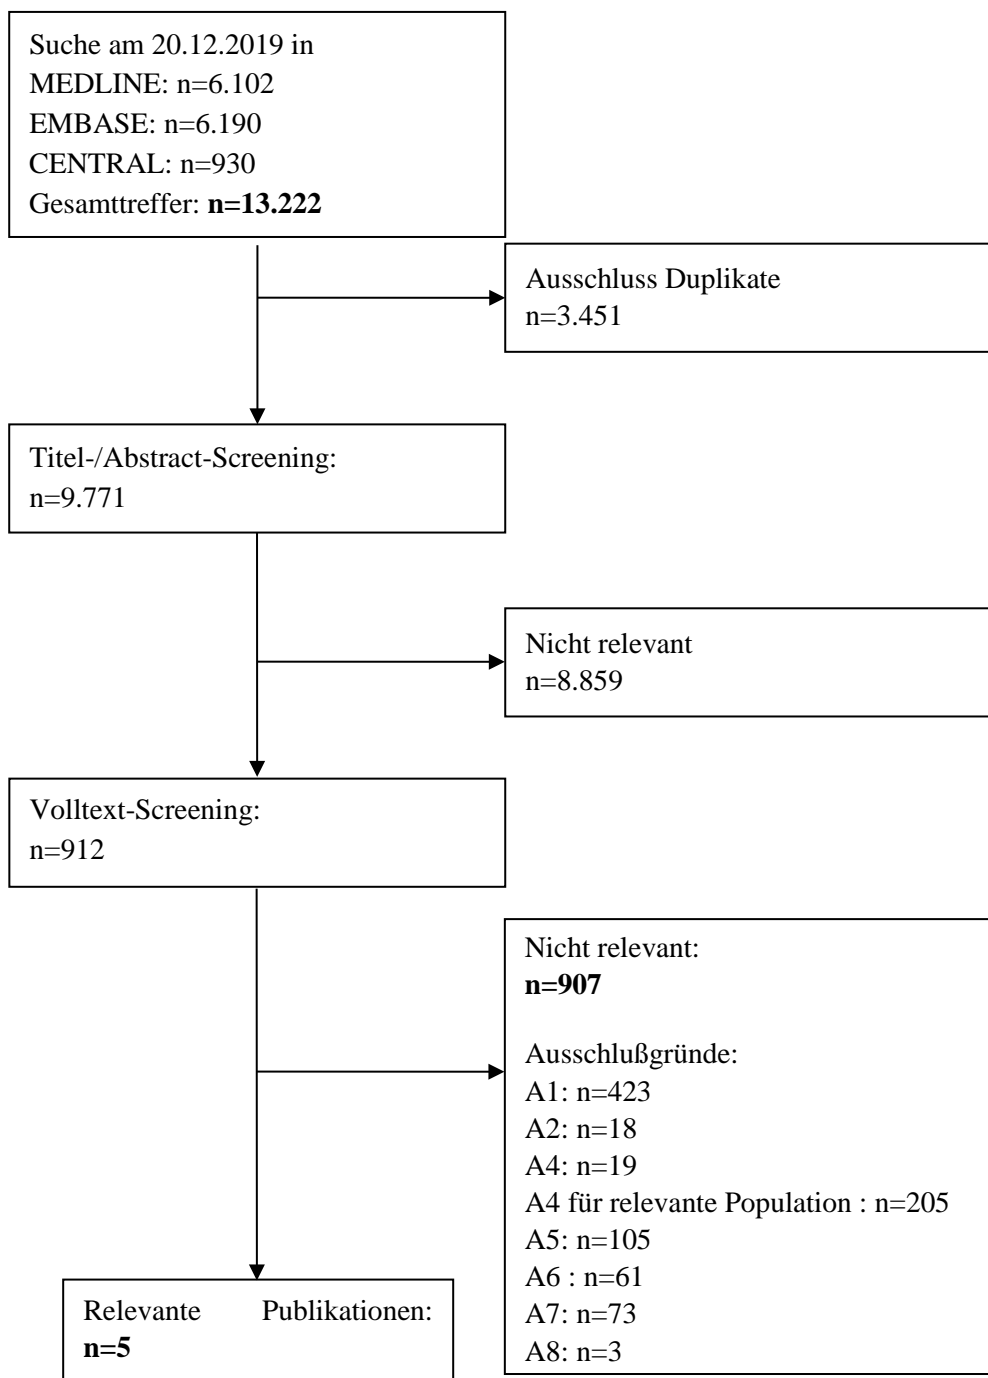 Suche am 20.12.2019 in
MEDLINE: n=6.102
EMBASE: n=6.190
CENTRAL: n=930
Gesamttreffer: n=13.222
Ausschluss Duplikate
n=3.451
Titel-/Abstract-Screening:
n=9.771
Nicht relevant
n=8.859
Volltext-Screening:
n=912
Nicht relevant:
n=907
Ausschlußgründe:
A1: n=423
A2: n=18
A4: n=19
A4 für relevante Population : n=205
A5: n=105
A6 : n=61
A7: n=73
A8: n=3
Relevante Publikationen:
n=5